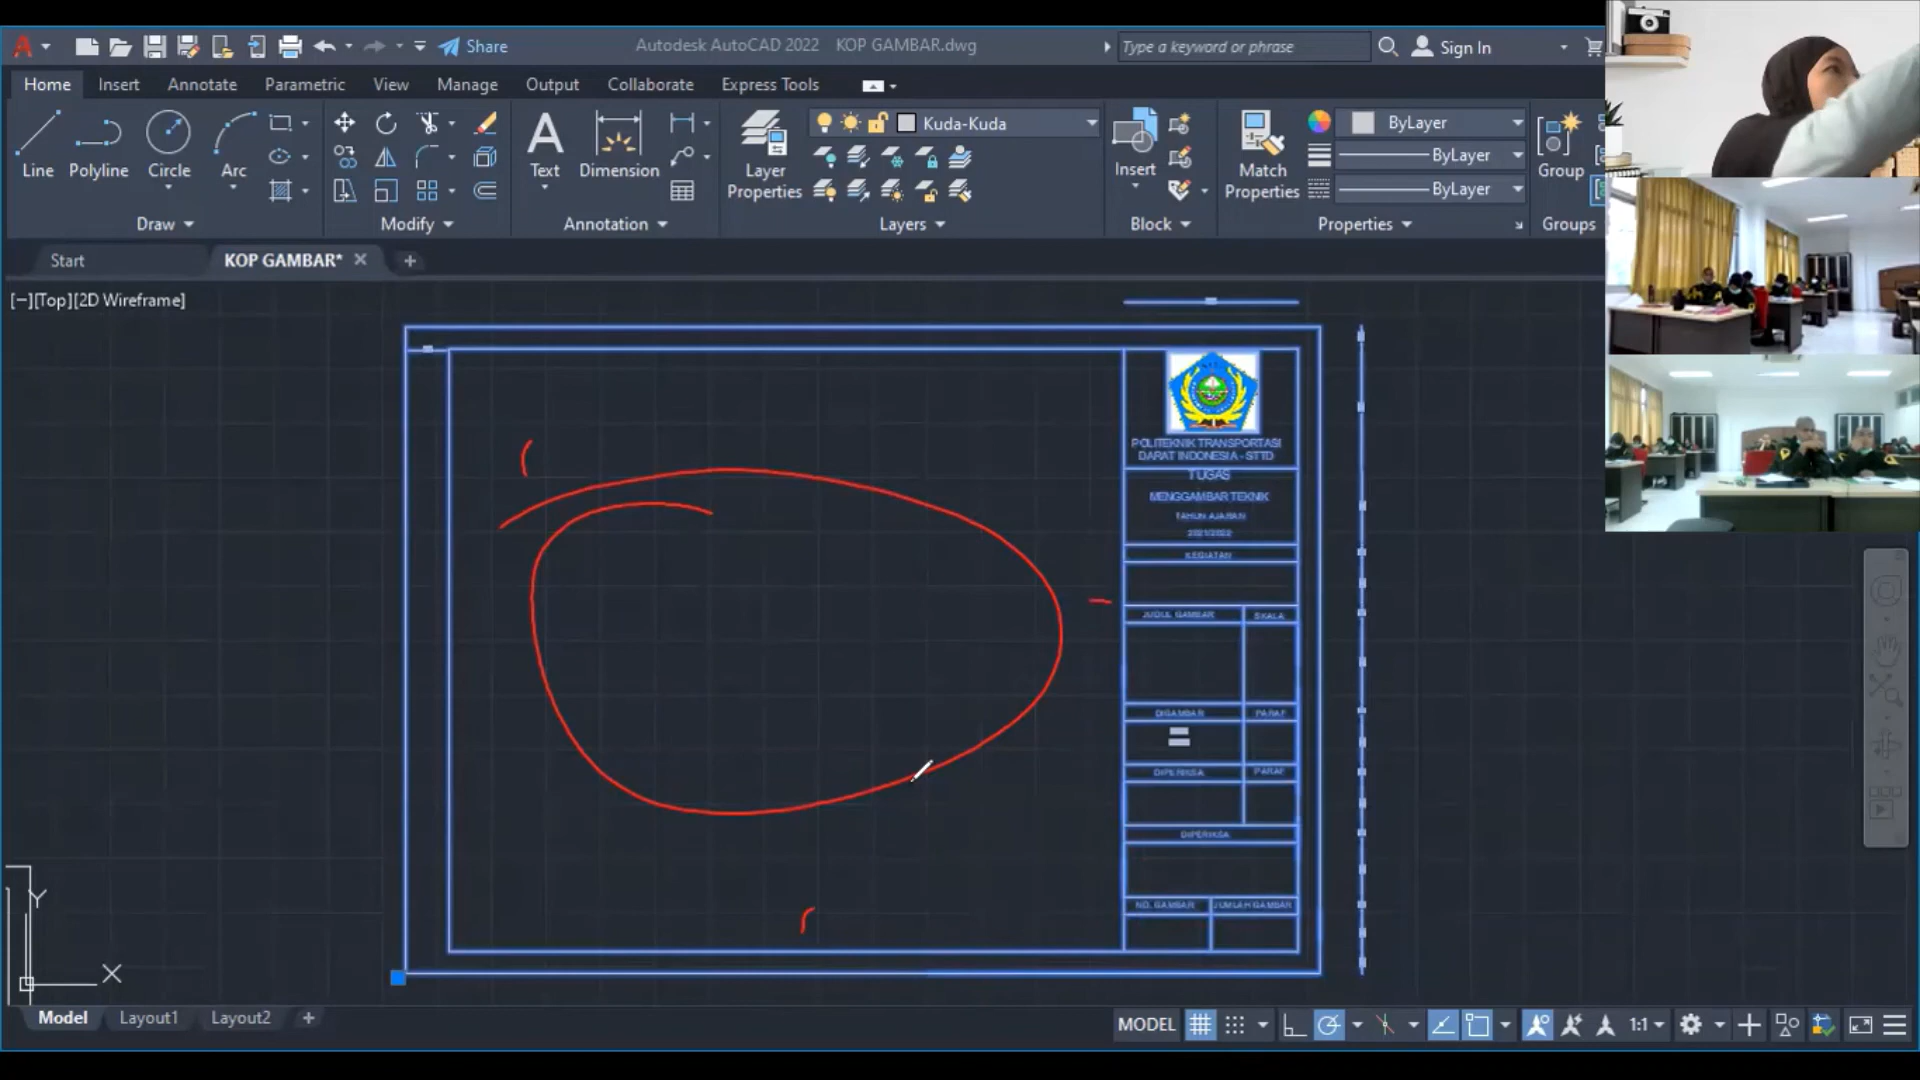 Share
Autodesk AutoCAD 2022 KOP GAMBAR.dwg
Type a keyword or phrase
Sign In
Home Insert Annotate Parametric View Manage Output Collaborate Express Tools
Kuda-Kuda
ByLayer
ByLayer
ByLayer
Line Polyline Circle Arc
Text Dimension
Layer Properties
Insert
Match Properties
Group
Draw Modify Annotation Layers Block Properties Groups
Start KOP GAMBAR*
[−][Top][2D Wireframe]
POLITEKNIK TRANSPORTASI
DARAT INDONESIA - STTD
TUGAS
MENGGAMBAR TEKNIK
TAHUN AJARAN
2021/2022
KEGIATAN
JUDUL GAMBAR SKALA
DIGAMBAR PARAF
DIPERIKSA PARAF
DIPERIKSA
NO. GAMBAR JUMLAH GAMBAR
Y
X
Model Layout1 Layout2
MODEL
1:1